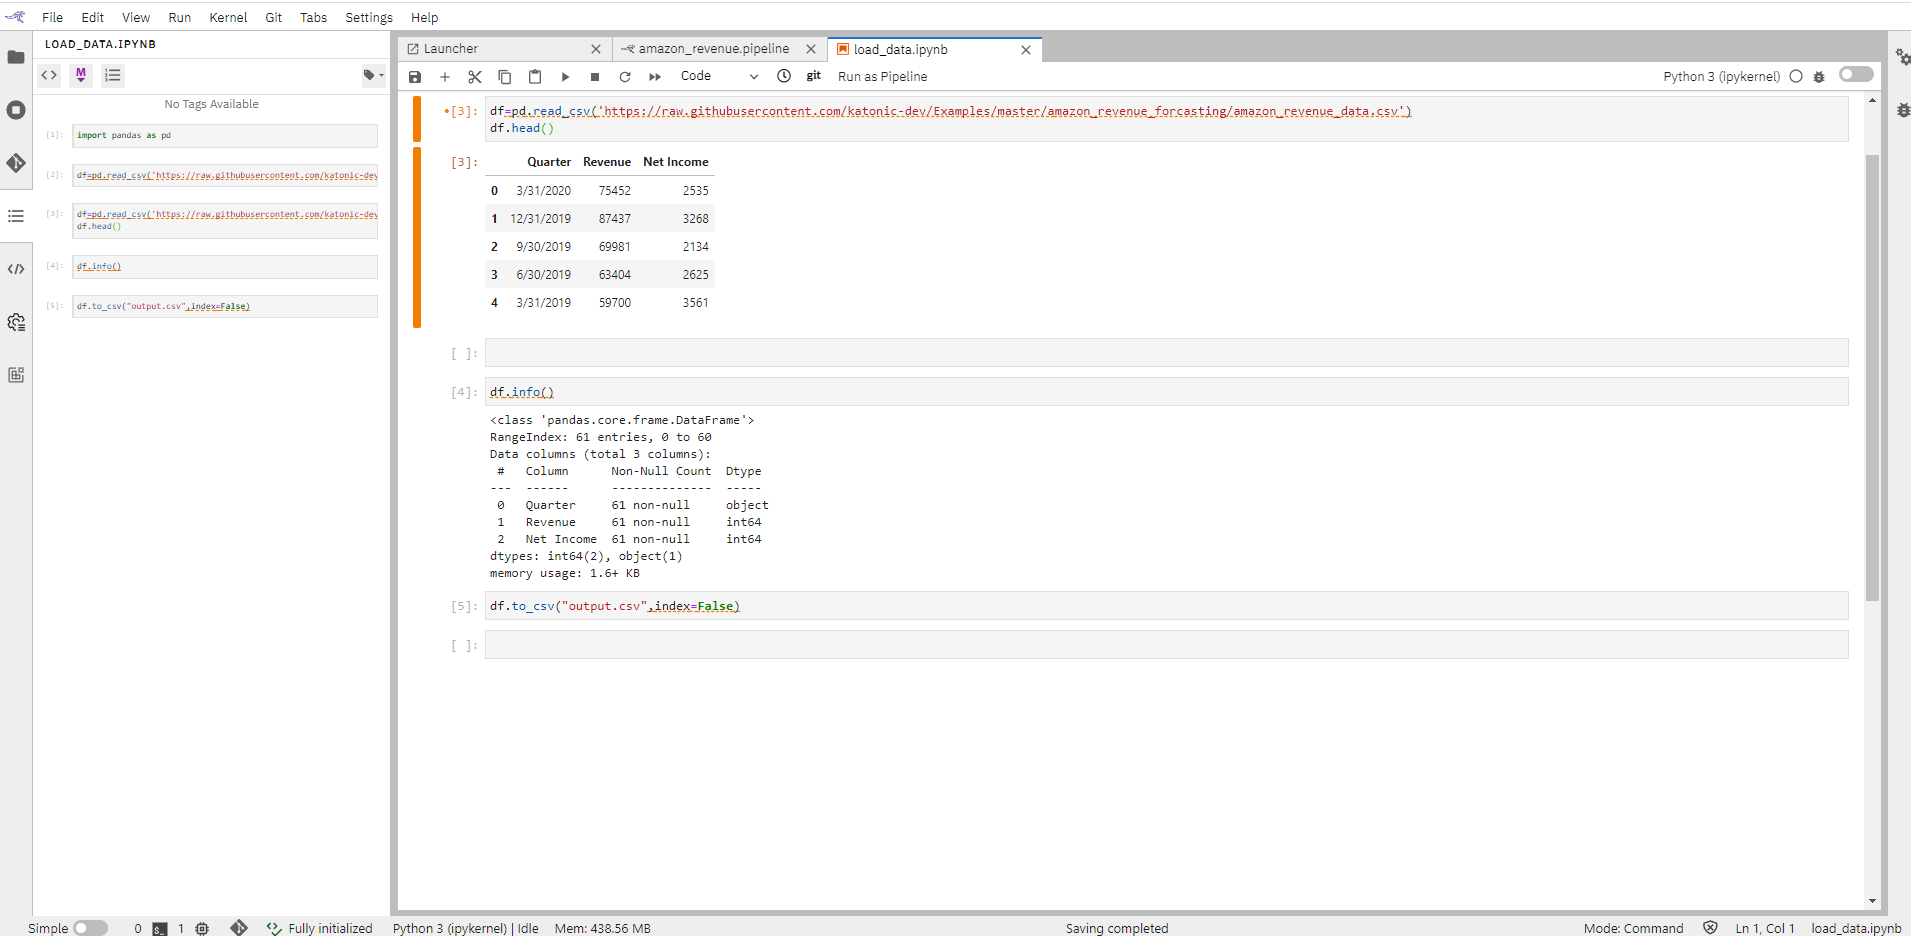 File Edit View Run Kernel Git Tabs Settings Help
LOAD_DATA.IPYNB
M
No Tags Available
[1]: import pandas as pd
[2]: df=pd.read_csv('https://raw.githubusercontent.com/katonic-dev
[3]: df=pd.read_csv('https://raw.githubusercontent.com/katonic-dev
df.head()
[4]: df.info()
[5]: df.to_csv("output.csv",index=False)
Launcher amazon_revenue.pipeline load_data.ipynb
Code git Run as Pipeline Python 3 (ipykernel)
[3]: df=pd.read_csv('https://raw.githubusercontent.com/katonic-dev/Examples/master/amazon_revenue_forcasting/amazon_revenue_data.csv')
df.head()
[3]: Quarter Revenue Net Income
0 3/31/2020 75452 2535
1 12/31/2019 87437 3268
2 9/30/2019 69981 2134
3 6/30/2019 63404 2625
4 3/31/2019 59700 3561
[ ]:
[4]: df.info()
<class 'pandas.core.frame.DataFrame'>
RangeIndex: 61 entries, 0 to 60
Data columns (total 3 columns):
# Column Non-Null Count Dtype
--- ------ -------------- -----
0 Quarter 61 non-null object
1 Revenue 61 non-null int64
2 Net Income 61 non-null int64
dtypes: int64(2), object(1)
memory usage: 1.6+ KB
[5]: df.to_csv("output.csv",index=False)
[ ]:
Simple 0 1 Fully initialized Python 3 (ipykernel) | Idle Mem: 438.56 MB Saving completed Mode: Command Ln 1, Col 1 load_data.ipynb